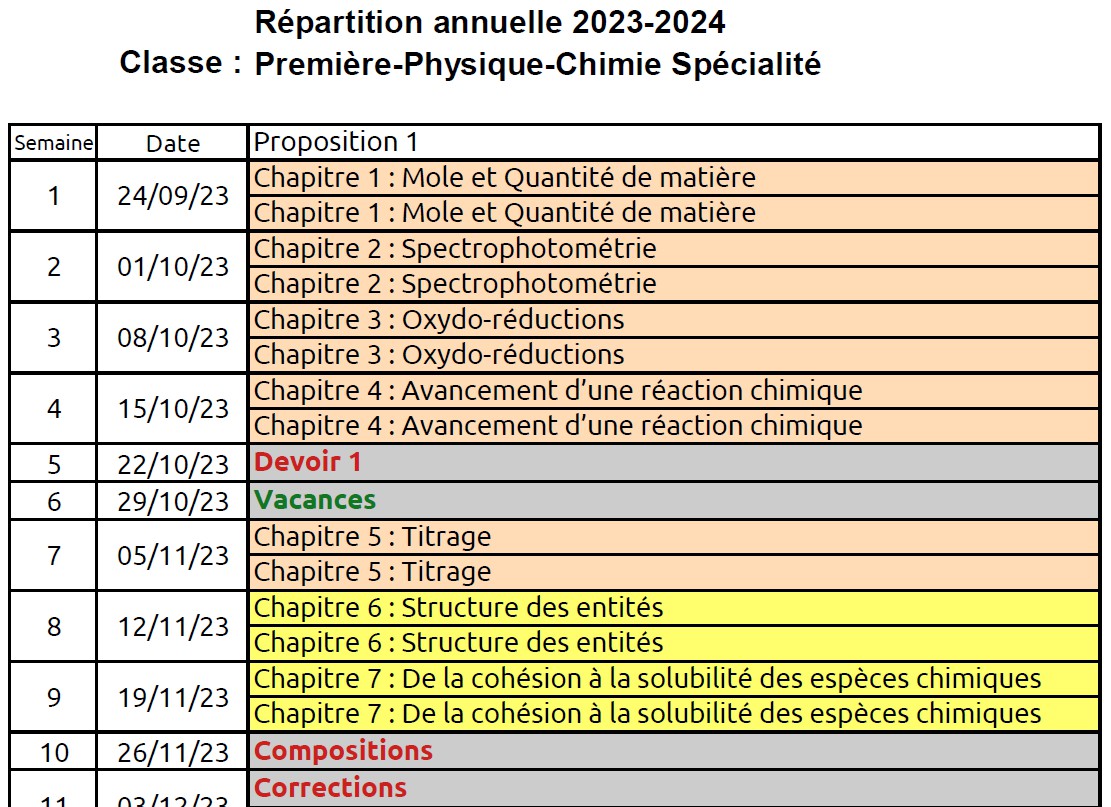 Répartition annuelle 2023-2024
Classe : Première-Physique-Chimie Spécialité
Semaine Date Proposition 1
1 24/09/23 Chapitre 1 : Mole et Quantité de matière
Chapitre 1 : Mole et Quantité de matière
2 01/10/23 Chapitre 2 : Spectrophotométrie
Chapitre 2 : Spectrophotométrie
3 08/10/23 Chapitre 3 : Oxydo-réductions
Chapitre 3 : Oxydo-réductions
4 15/10/23 Chapitre 4 : Avancement d’une réaction chimique
Chapitre 4 : Avancement d’une réaction chimique
5 22/10/23 Devoir 1
6 29/10/23 Vacances
7 05/11/23 Chapitre 5 : Titrage
Chapitre 5 : Titrage
8 12/11/23 Chapitre 6 : Structure des entités
Chapitre 6 : Structure des entités
9 19/11/23 Chapitre 7 : De la cohésion à la solubilité des espèces chimiques
Chapitre 7 : De la cohésion à la solubilité des espèces chimiques
10 26/11/23 Compositions
11 03/12/23 Corrections